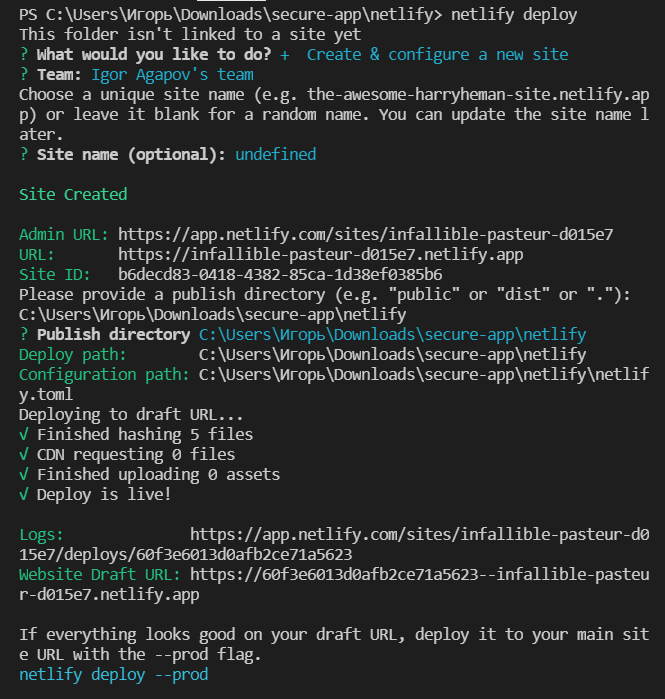 PS C:\Users\Игорь\Downloads\secure-app\netlify> netlify deploy
This folder isn't linked to a site yet
? What would you like to do? +  Create & configure a new site
? Team: Igor Agapov's team
Choose a unique site name (e.g. the-awesome-harryheman-site.netlify.ap
p) or leave it blank for a random name. You can update the site name l
ater.
? Site name (optional): undefined
Site Created
Admin URL: https://app.netlify.com/sites/infallible-pasteur-d015e7
URL:       https://infallible-pasteur-d015e7.netlify.app
Site ID:   b6decd83-0418-4382-85ca-1d38ef0385b6
Please provide a publish directory (e.g. "public" or "dist" or "."):
C:\Users\Игорь\Downloads\secure-app\netlify
? Publish directory C:\Users\Игорь\Downloads\secure-app\netlify
Deploy path:        C:\Users\Игорь\Downloads\secure-app\netlify
Configuration path: C:\Users\Игорь\Downloads\secure-app\netlify\netlif
y.toml
Deploying to draft URL...
√ Finished hashing 5 files
√ CDN requesting 0 files
√ Finished uploading 0 assets
√ Deploy is live!
Logs:              https://app.netlify.com/sites/infallible-pasteur-d0
15e7/deploys/60f3e6013d0afb2ce71a5623
Website Draft URL: https://60f3e6013d0afb2ce71a5623--infallible-pasteu
r-d015e7.netlify.app
If everything looks good on your draft URL, deploy it to your main sit
e URL with the --prod flag.
netlify deploy --prod